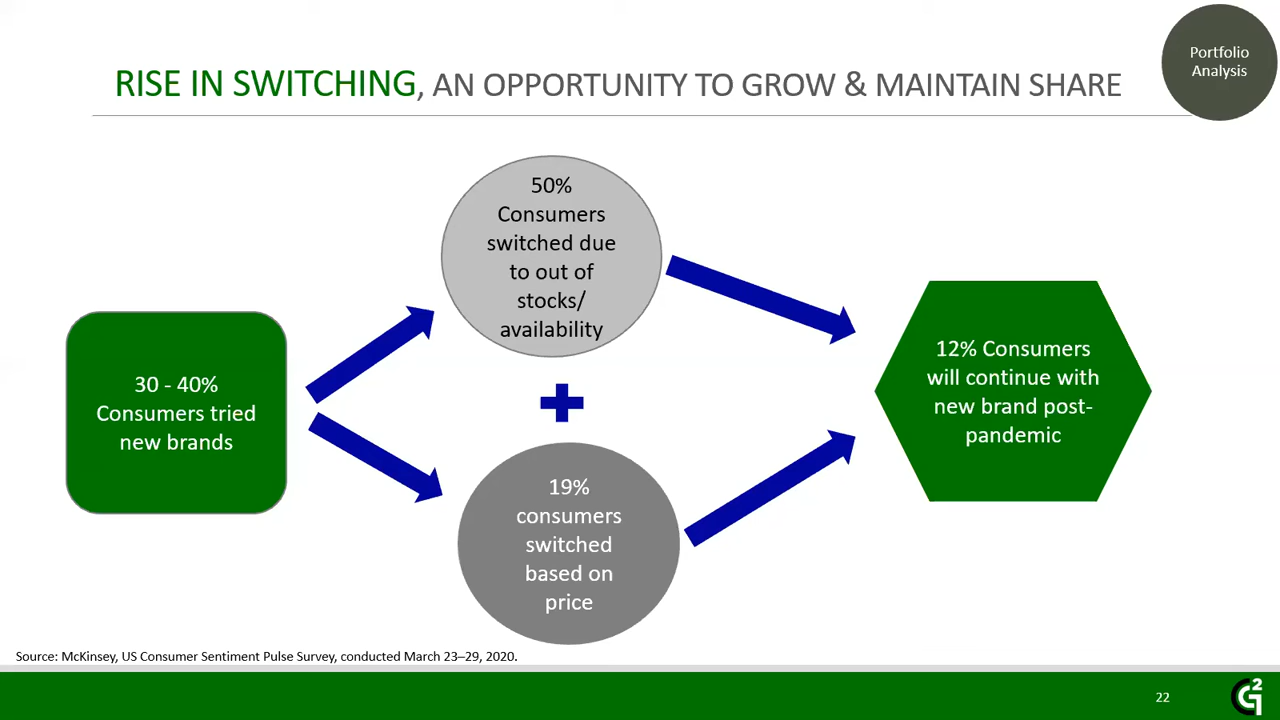 Portfolio
Analysis
RISE IN SWITCHING, AN OPPORTUNITY TO GROW & MAINTAIN SHARE
30 - 40%
Consumers tried
new brands
50%
Consumers
switched due
to out of
stocks/
availability
19%
consumers
switched
based on
price
12% Consumers
will continue with
new brand post-
pandemic
Source: McKinsey, US Consumer Sentiment Pulse Survey, conducted March 23–29, 2020.
22
G2